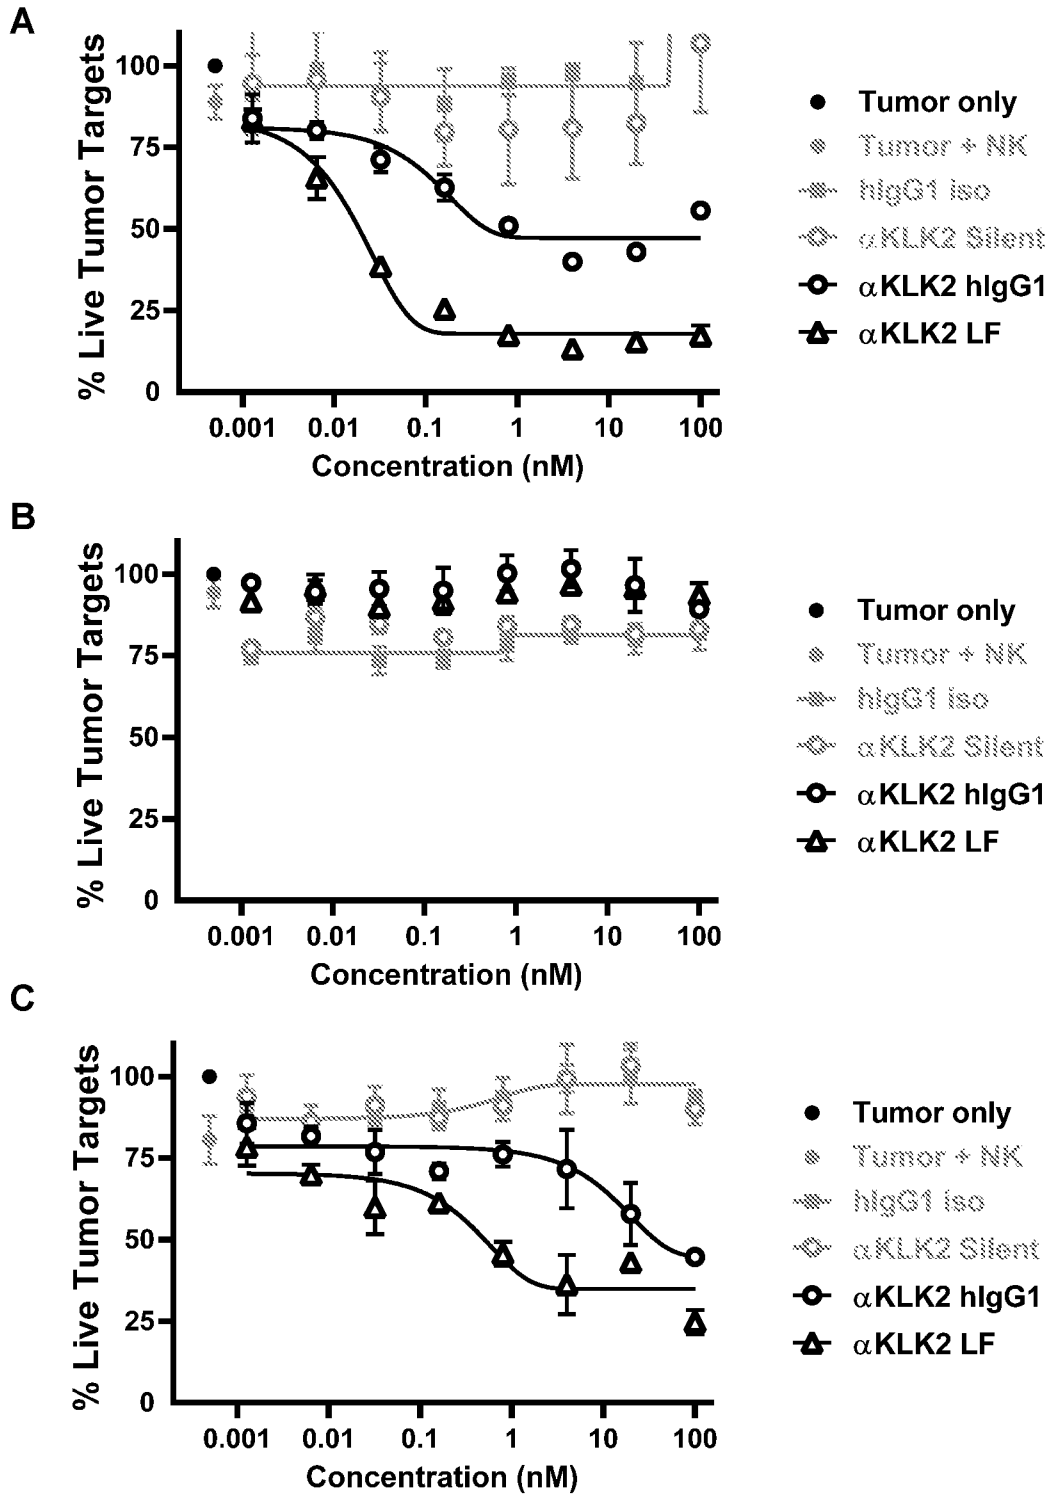 A
% Live Tumor Targets
100
75
50
25
0
0.001 0.01 0.1 1 10 100
Concentration (nM)
Tumor only
Tumor + NK
hIgG1 iso
αKLK2 Silent
αKLK2 hIgG1
αKLK2 LF
B
% Live Tumor Targets
100
75
50
25
0
0.001 0.01 0.1 1 10 100
Concentration (nM)
Tumor only
Tumor + NK
hIgG1 iso
αKLK2 Silent
αKLK2 hIgG1
αKLK2 LF
C
% Live Tumor Targets
100
75
50
25
0
0.001 0.01 0.1 1 10 100
Concentration (nM)
Tumor only
Tumor + NK
hIgG1 iso
αKLK2 Silent
αKLK2 hIgG1
αKLK2 LF